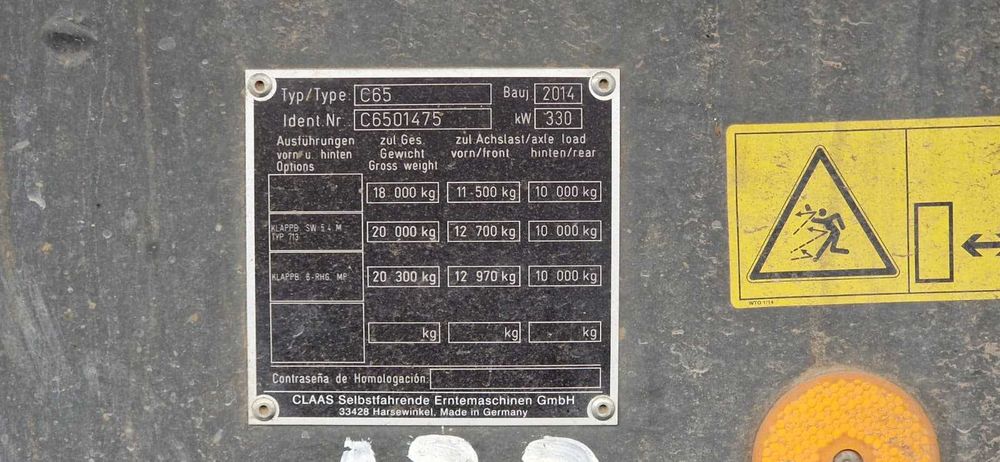 Typ/Type: C65 Bauj. 2014
Ident.Nr. C6501475 kW 330
Ausführungen zul.Ges. zul.Achslast/axle load
vorn u. hinten Gewicht vorn/front hinten/rear
Options Gross weight
18 000 kg 11 500 kg 10 000 kg
KLAPPB. SW 5.4 M
TYP 713 20 000 kg 12 700 kg 10 000 kg
KLAPPB. 6-RHG. MP 20 300 kg 12 970 kg 10 000 kg
kg kg kg
Contraseña de Homologación:
CLAAS Selbstfahrende Erntemaschinen GmbH
33428 Harsewinkel, Made in Germany
WTG 1/14